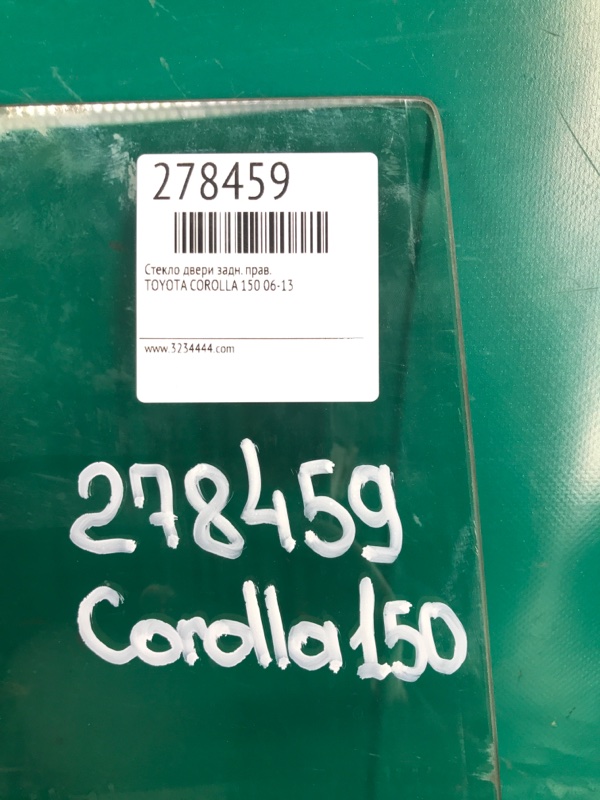 278459
Стекло двери задн. прав.
TOYOTA COROLLA 150 06-13
www.3234444.com
278459
Corolla 150